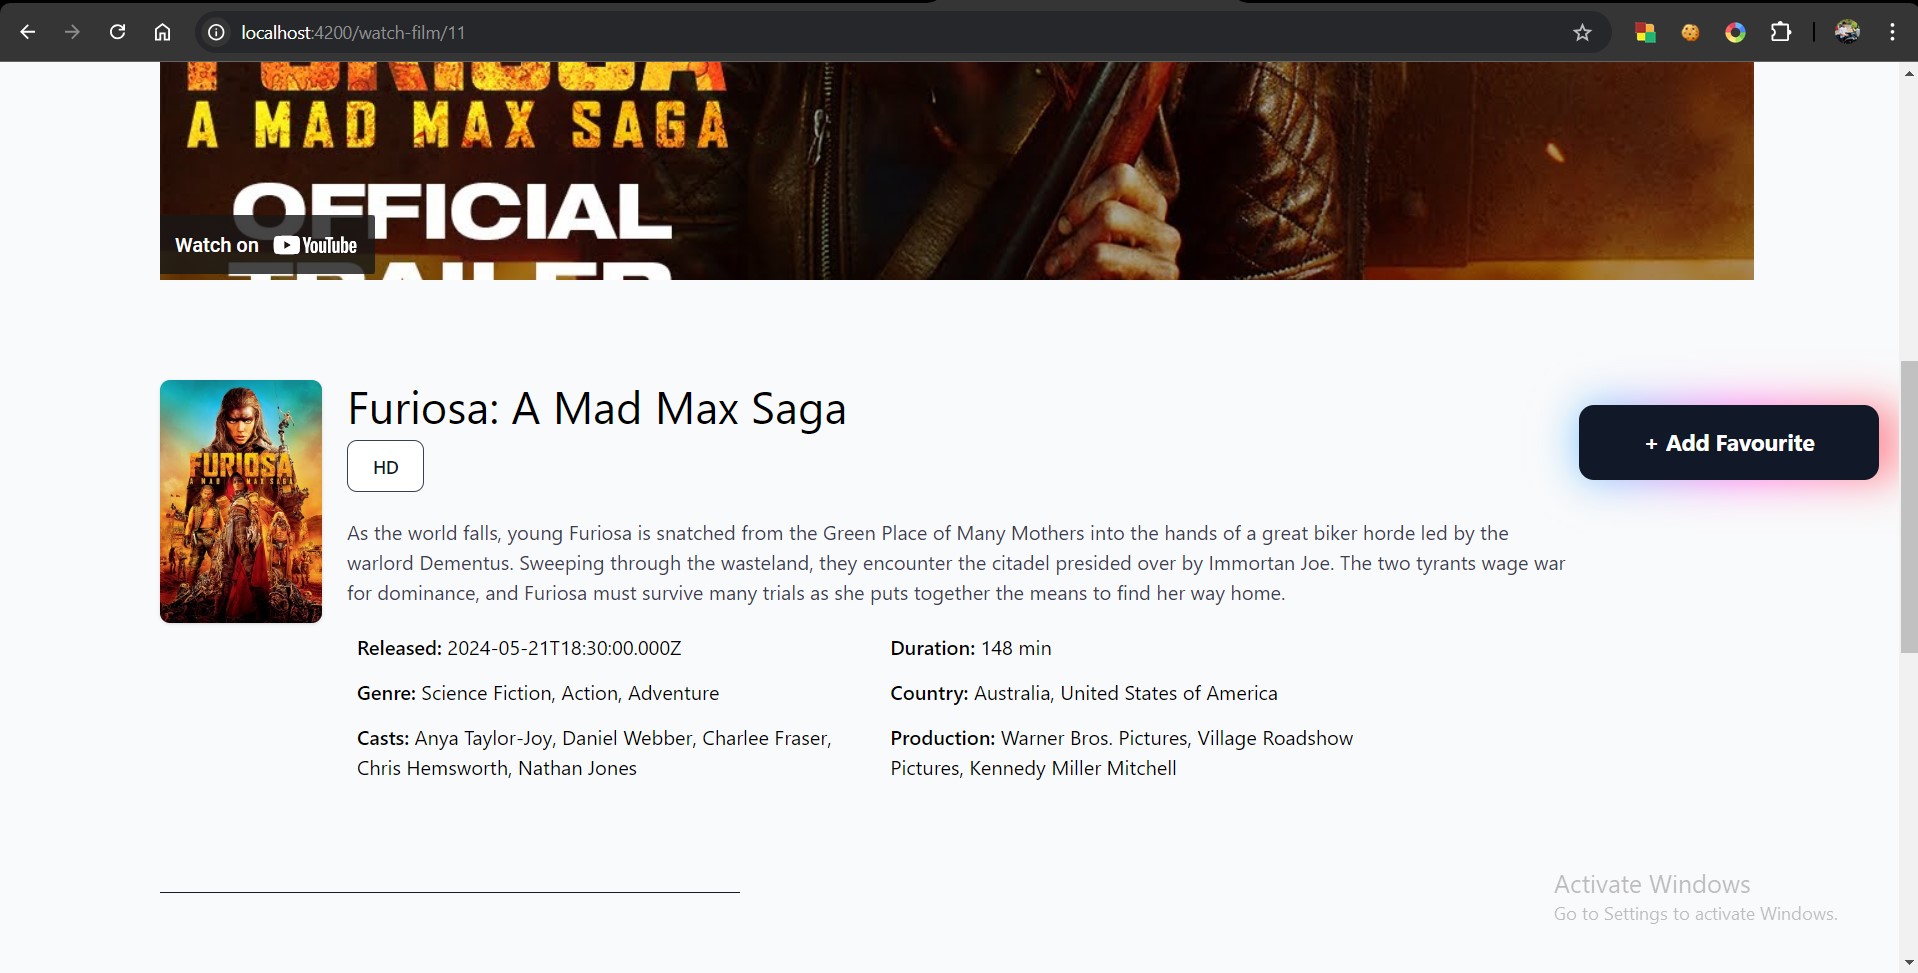 localhost:4200/watch-film/11
FURIOSA
A MAD MAX SAGA
OFFICIAL
TRAILER
Watch on YouTube
FURIOSA
A MAD MAX SAGA
Furiosa: A Mad Max Saga
HD
+ Add Favourite
As the world falls, young Furiosa is snatched from the Green Place of Many Mothers into the hands of a great biker horde led by the
warlord Dementus. Sweeping through the wasteland, they encounter the citadel presided over by Immortan Joe. The two tyrants wage war
for dominance, and Furiosa must survive many trials as she puts together the means to find her way home.
Released: 2024-05-21T18:30:00.000Z
Duration: 148 min
Genre: Science Fiction, Action, Adventure
Country: Australia, United States of America
Casts: Anya Taylor-Joy, Daniel Webber, Charlee Fraser,
Chris Hemsworth, Nathan Jones
Production: Warner Bros. Pictures, Village Roadshow
Pictures, Kennedy Miller Mitchell
Activate Windows
Go to Settings to activate Windows.